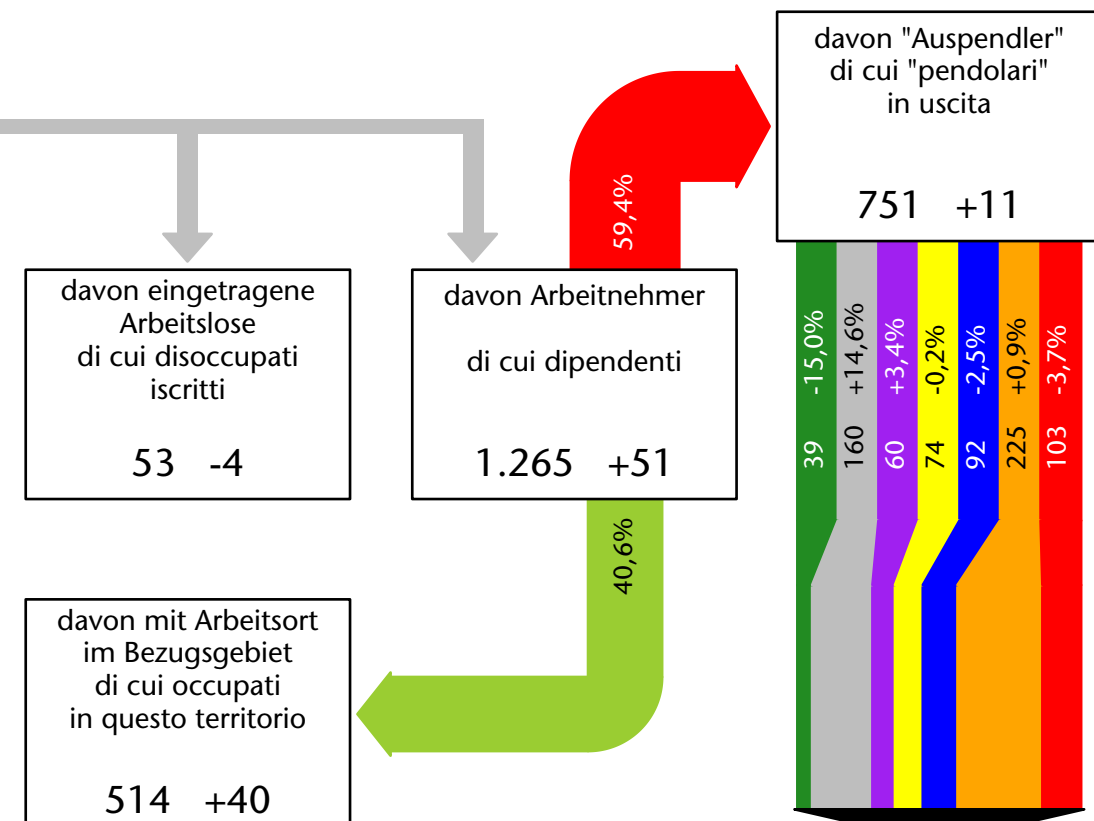 davon "Auspendler"
di cui "pendolari"
in uscita
751 +11
59,4%
davon eingetragene
Arbeitslose
di cui disoccupati
iscritti
53 -4
davon Arbeitnehmer
di cui dipendenti
1.265 +51
39 -15,0%
160 +14,6%
60 +3,4%
74 -0,2%
92 -2,5%
225 +0,9%
103 -3,7%
40,6%
davon mit Arbeitsort
im Bezugsgebiet
di cui occupati
in questo territorio
514 +40